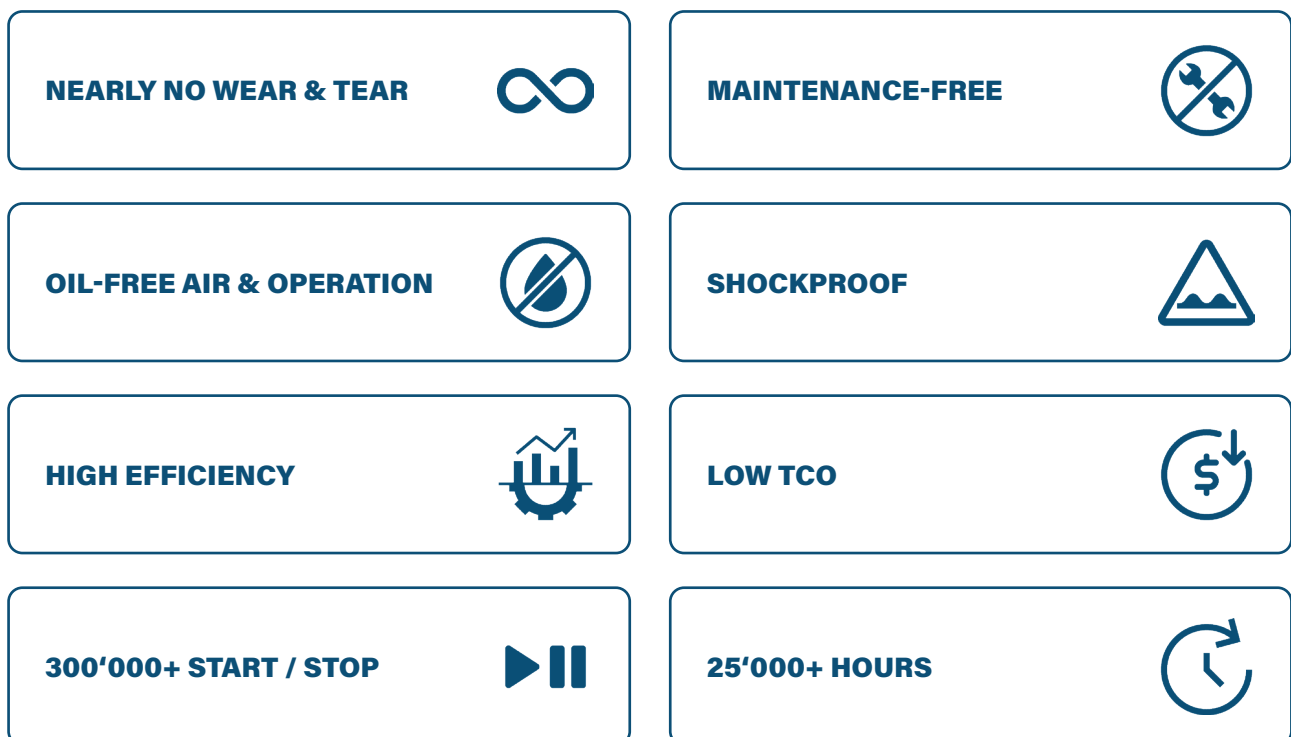 NEARLY NO WEAR & TEAR
MAINTENANCE-FREE
OIL-FREE AIR & OPERATION
SHOCKPROOF
HIGH EFFICIENCY
LOW TCO
$
300‘000+ START / STOP
25‘000+ HOURS